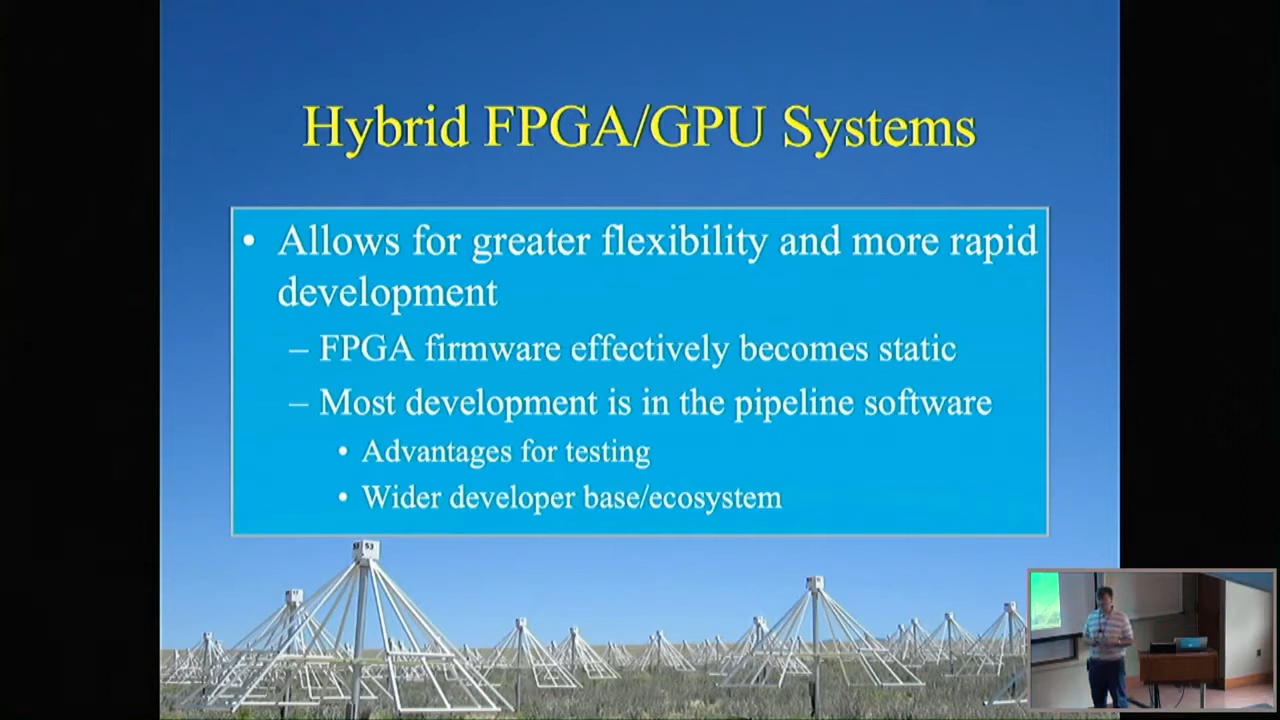 Hybrid FPGA/GPU Systems
• Allows for greater flexibility and more rapid
development
– FPGA firmware effectively becomes static
– Most development is in the pipeline software
• Advantages for testing
• Wider developer base/ecosystem
53